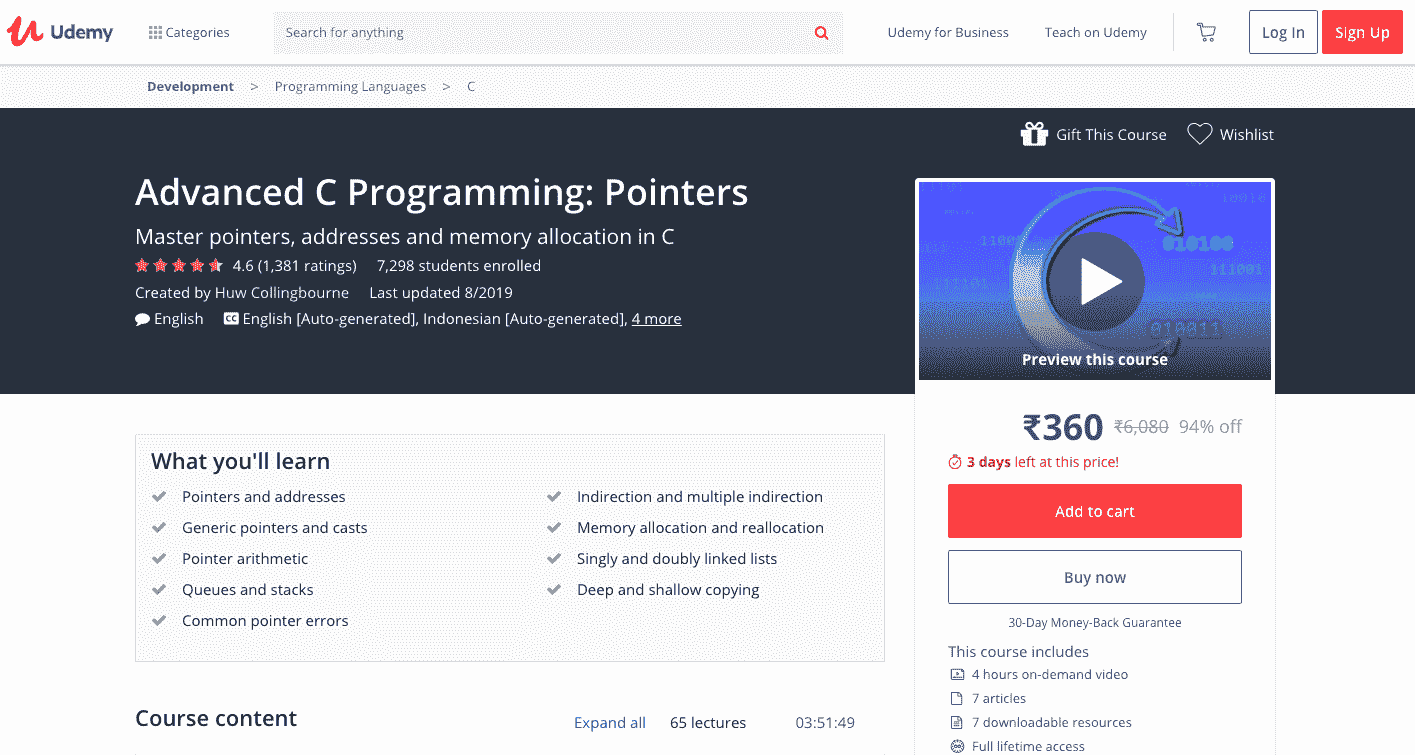 Udemy
Categories
Search for anything
Udemy for Business
Teach on Udemy
Log In
Sign Up
Development > Programming Languages > C
Gift This Course
Wishlist
Advanced C Programming: Pointers
Master pointers, addresses and memory allocation in C
4.6 (1,381 ratings) 7,298 students enrolled
Created by Huw Collingbourne Last updated 8/2019
English CC English [Auto-generated], Indonesian [Auto-generated], 4 more
010100
111001
010011
Preview this course
₹360 ₹6,080 94% off
3 days left at this price!
Add to cart
Buy now
30-Day Money-Back Guarantee
This course includes
4 hours on-demand video
7 articles
7 downloadable resources
Full lifetime access
What you'll learn
Pointers and addresses
Indirection and multiple indirection
Generic pointers and casts
Memory allocation and reallocation
Pointer arithmetic
Singly and doubly linked lists
Queues and stacks
Deep and shallow copying
Common pointer errors
Course content
Expand all 65 lectures 03:51:49